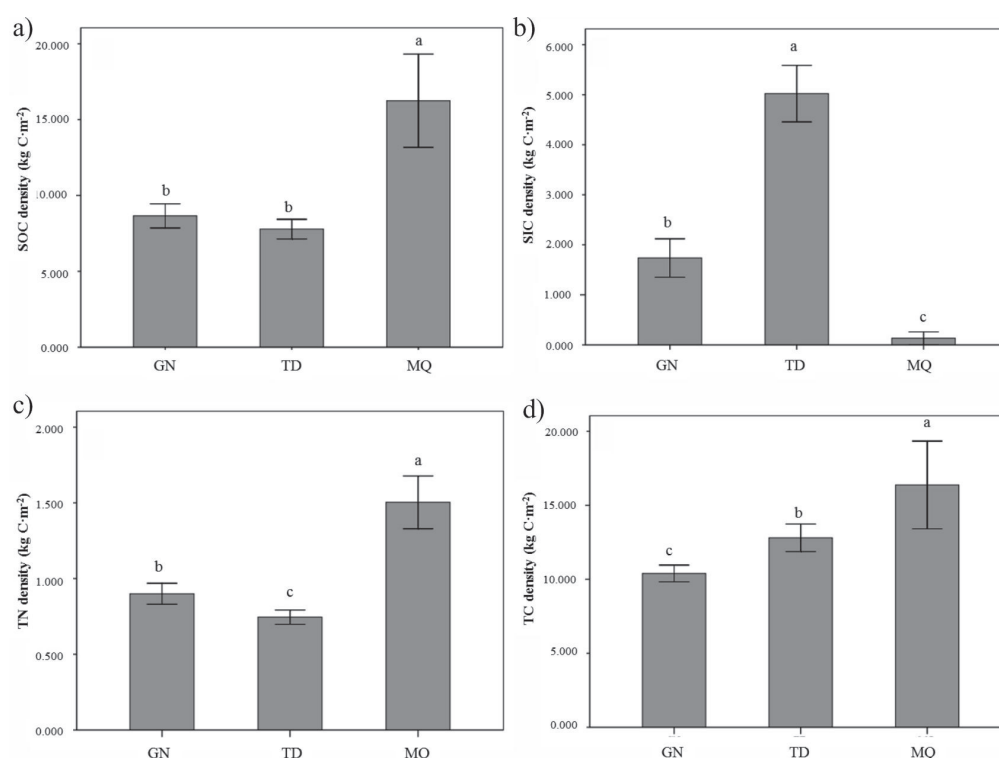 a)
SOC density (kg C·m-2)
20.000
15.000
10.000
5.000
0.000
b
b
a
GN TD MQ
b)
SIC density (kg C·m-2)
6.000
5.000
4.000
3.000
2.000
1.000
0.000
b
a
c
GN TD MQ
c)
TN density (kg C·m-2)
2.000
1.500
1.000
0.500
0.000
b
c
a
GN TD MQ
d)
TC density (kg C·m-2)
20.000
15.000
10.000
5.000
0.000
c
b
a
GN TD MQ